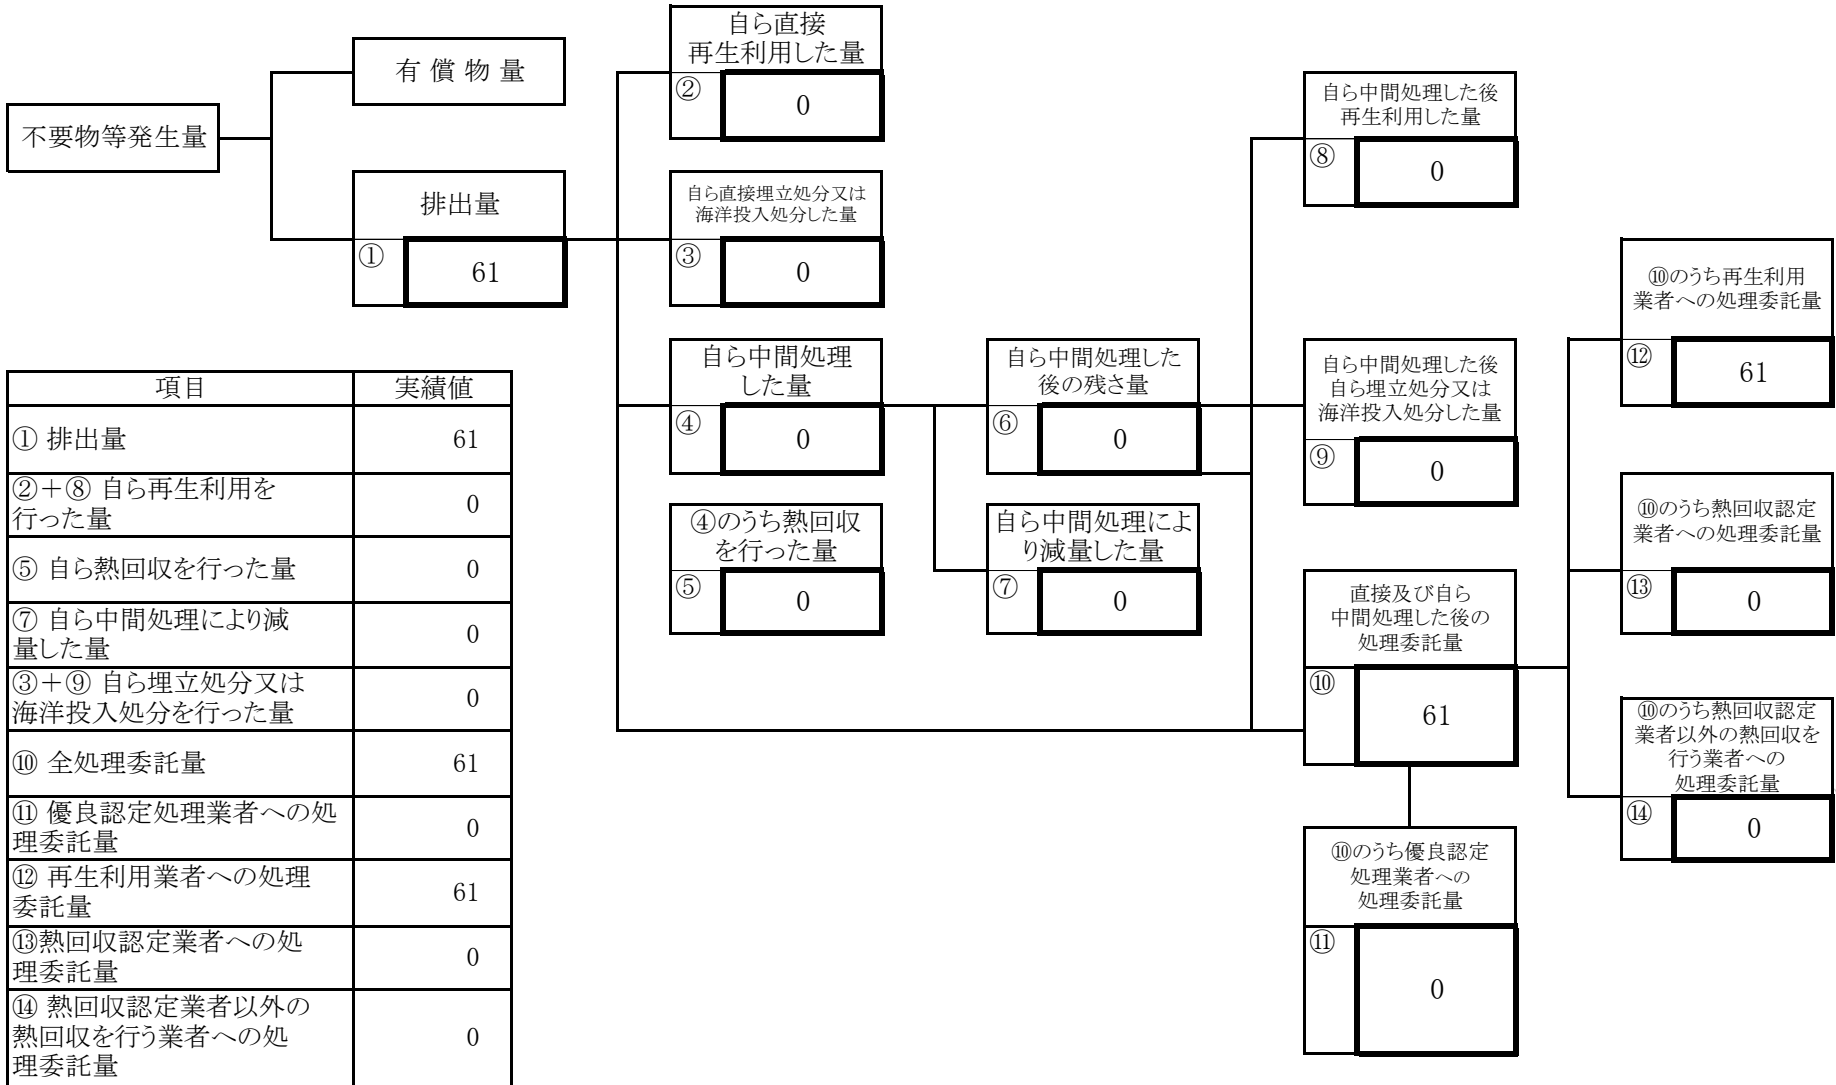 不要物等発生量
有 償 物 量
排出量
①
61
自ら直接
再生利用した量
②
0
自ら直接埋立処分又は
海洋投入処分した量
③
0
自ら中間処理
した量
④
0
④のうち熱回収
を行った量
⑤
0
自ら中間処理した
後の残さ量
⑥
0
自ら中間処理によ
り減量した量
⑦
0
自ら中間処理した後
再生利用した量
⑧
0
自ら中間処理した後
自ら埋立処分又は
海洋投入処分した量
⑨
0
直接及び自ら
中間処理した後の
処理委託量
⑩
61
⑩のうち優良認定
処理業者への
処理委託量
⑪
0
⑩のうち再生利用
業者への処理委託量
⑫
61
⑩のうち熱回収認定
業者への処理委託量
⑬
0
⑩のうち熱回収認定
業者以外の熱回収を
行う業者への
処理委託量
⑭
0
項目 実績値
① 排出量 61
②＋⑧ 自ら再生利用を
行った量 0
⑤ 自ら熱回収を行った量 0
⑦ 自ら中間処理により減
量した量 0
③＋⑨ 自ら埋立処分又は
海洋投入処分を行った量 0
⑩ 全処理委託量 61
⑪ 優良認定処理業者への処
理委託量 0
⑫ 再生利用業者への処理
委託量 61
⑬熱回収認定業者への処
理委託量 0
⑭ 熱回収認定業者以外の
熱回収を行う業者への処
理委託量 0